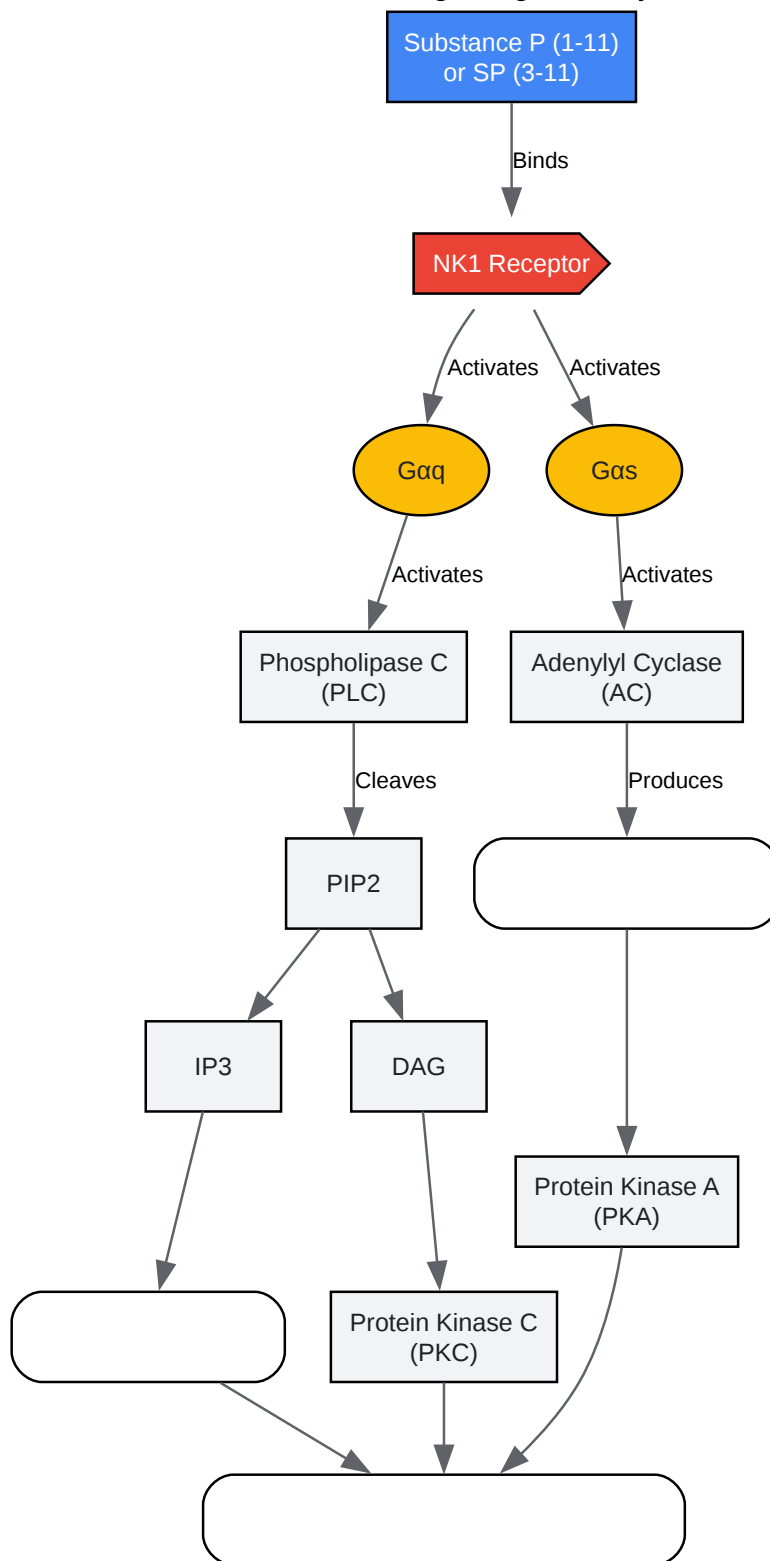 Substance P (1-11)
or SP (3-11)
Binds
NK1 Receptor
Activates
Activates
Gαq
Gαs
Activates
Activates
Phospholipase C
(PLC)
Adenylyl Cyclase
(AC)
Cleaves
Produces
PIP2
IP3
DAG
Protein Kinase A
(PKA)
Protein Kinase C
(PKC)